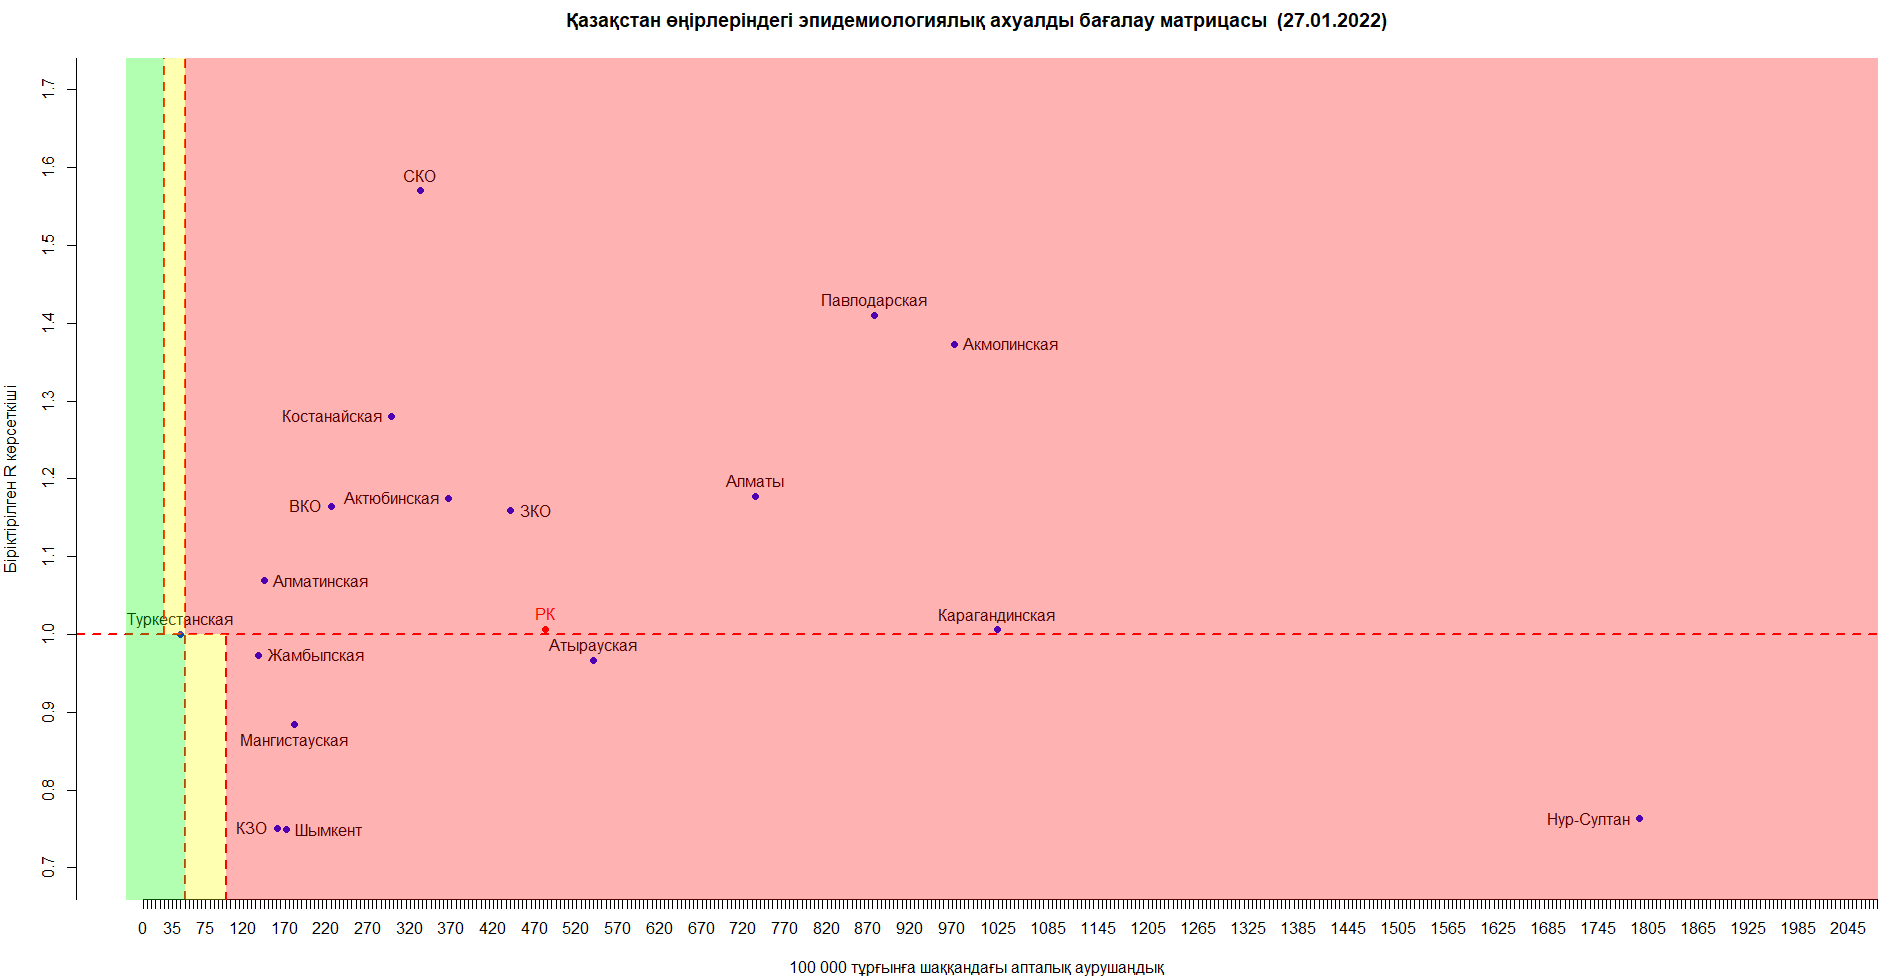 Қазақстан өңірлеріндегі эпидемиологиялық ахуалды бағалау матрицасы (27.01.2022)
Біріктірілген R көрсеткіші
1.7
1.6
1.5
1.4
1.3
1.2
1.1
1.0
0.9
0.8
0.7
СКО
Павлодарская
Акмолинская
Костанайская
Алматы
Актюбинская
ВКО
ЗКО
Алматинская
РК
Карагандинская
Туркестанская
Атырауская
Жамбылская
Мангистауская
Нур-Султан
КЗО
Шымкент
0 35 75 120 170 220 270 320 370 420 470 520 570 620 670 720 770 820 870 920 970 1025 1085 1145 1205 1265 1325 1385 1445 1505 1565 1625 1685 1745 1805 1865 1925 1985 2045
100 000 тұрғынға шаққандағы апталық аурушаңдық